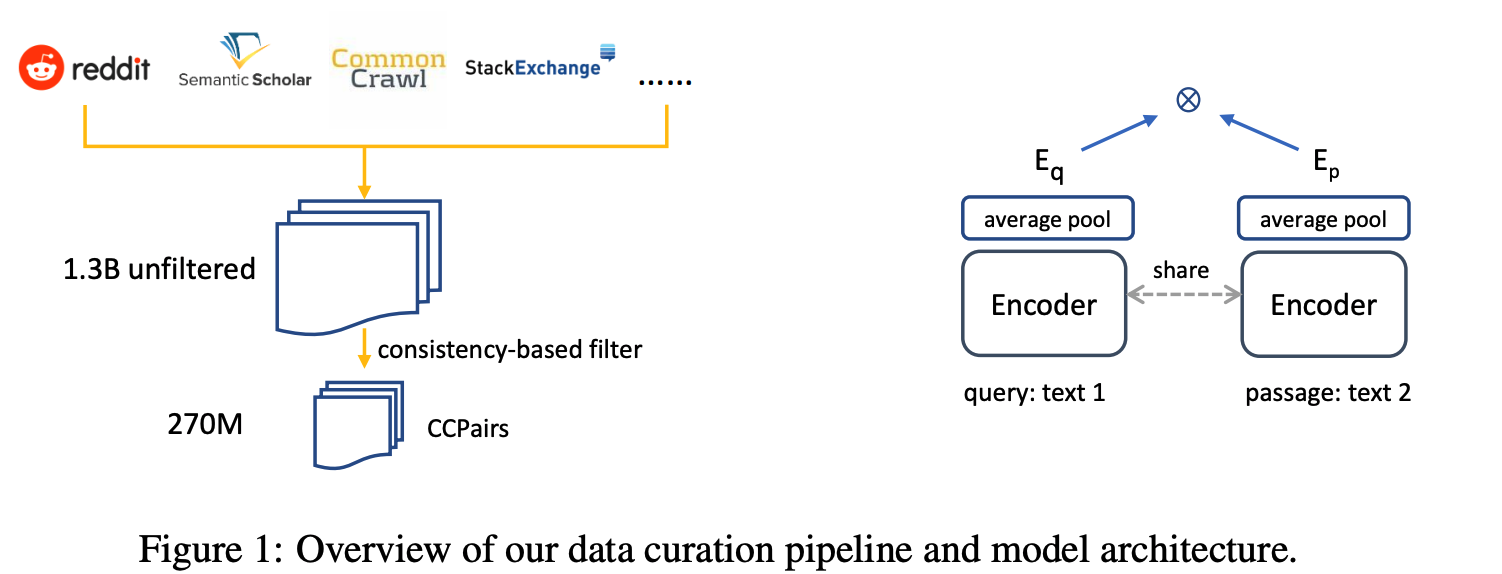 reddit
Semantic Scholar
Common
Crawl
StackExchange
......
1.3B unfiltered
consistency-based filter
270M
CCPairs
⊗
Eq
Ep
average pool
average pool
share
Encoder
Encoder
query: text 1
passage: text 2
Figure 1: Overview of our data curation pipeline and model architecture.